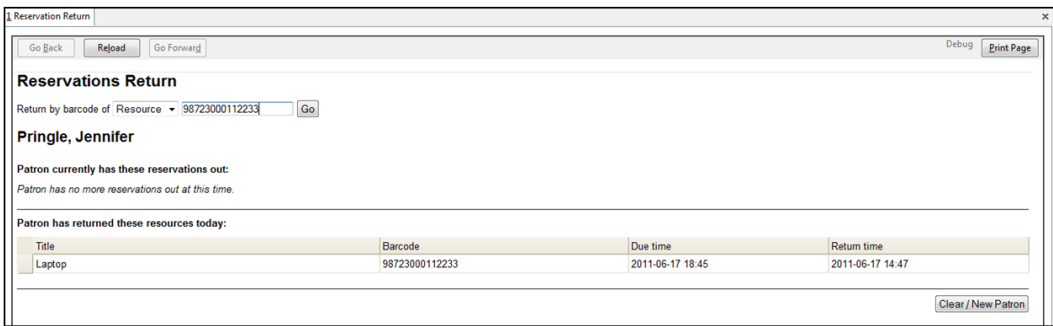 1 Reservation Return ×
Go Back Reload Go Forward Debug Print Page
Reservations Return
Return by barcode of Resource 98723000112233 Go
Pringle, Jennifer
Patron currently has these reservations out:
Patron has no more reservations out at this time.
Patron has returned these resources today:
Title Barcode Due time Return time
Laptop 98723000112233 2011-06-17 18:45 2011-06-17 14:47
Clear / New Patron